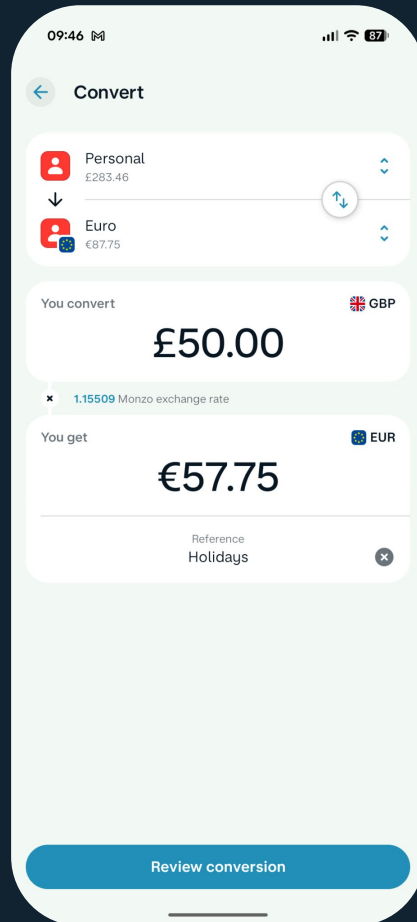 09:46
87
Convert
Personal
£283.46
Euro
€87.75
You convert
GBP
£50.00
1.15509 Monzo exchange rate
You get
EUR
€57.75
Reference
Holidays
Review conversion